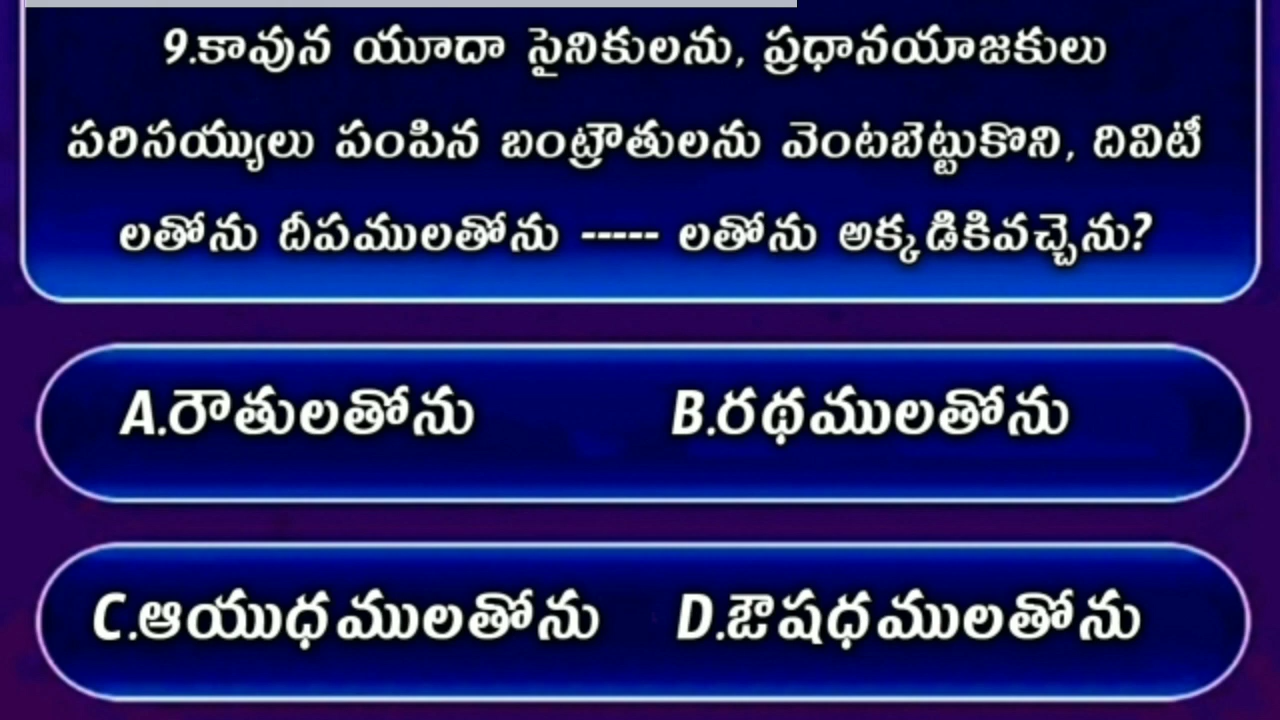 9.కావున యూదా సైనికులను, ప్రధానయాజకులు
పరిసయ్యులు పంపిన బంట్రౌతులను వెంటబెట్టుకొని, దివిటీ
లతోను దీపములతోను ----- లతోను అక్కడికివచ్చెను?
A.రౌతులతోను B.రథములతోను
C.ఆయుధములతోను D.ఔషధములతోను